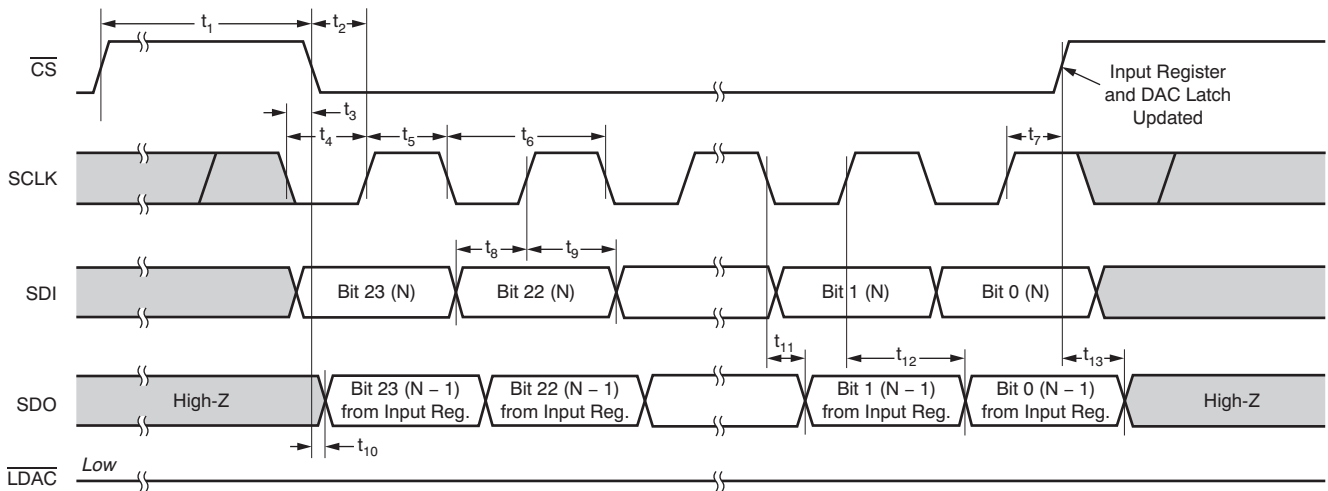 t1
t2
CS
Input Register
and DAC Latch
Updated
t3
t4
t5
t6
t7
SCLK
t8
t9
SDI
Bit 23 (N)
Bit 22 (N)
Bit 1 (N)
Bit 0 (N)
t11
t12
t13
SDO
High-Z
Bit 23 (N − 1)
from Input Reg.
Bit 22 (N − 1)
from Input Reg.
Bit 1 (N − 1)
from Input Reg.
Bit 0 (N − 1)
from Input Reg.
High-Z
t10
Low
LDAC